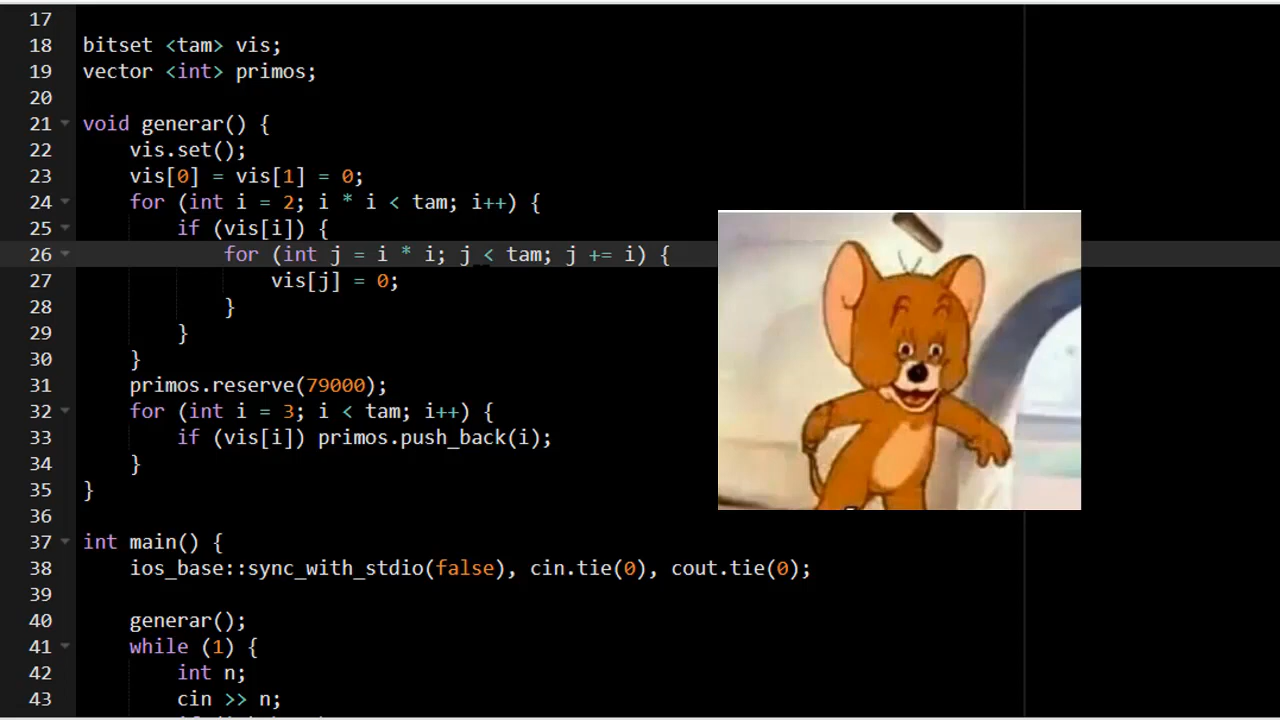 17
18 bitset <tam> vis;
19 vector <int> primos;
20
21 void generar() {
22 vis.set();
23 vis[0] = vis[1] = 0;
24 for (int i = 2; i * i < tam; i++) {
25 if (vis[i]) {
26 for (int j = i * i; j < tam; j += i) {
27 vis[j] = 0;
28 }
29 }
30 }
31 primos.reserve(79000);
32 for (int i = 3; i < tam; i++) {
33 if (vis[i]) primos.push_back(i);
34 }
35 }
36
37 int main() {
38 ios_base::sync_with_stdio(false), cin.tie(0), cout.tie(0);
39
40 generar();
41 while (1) {
42 int n;
43 cin >> n;